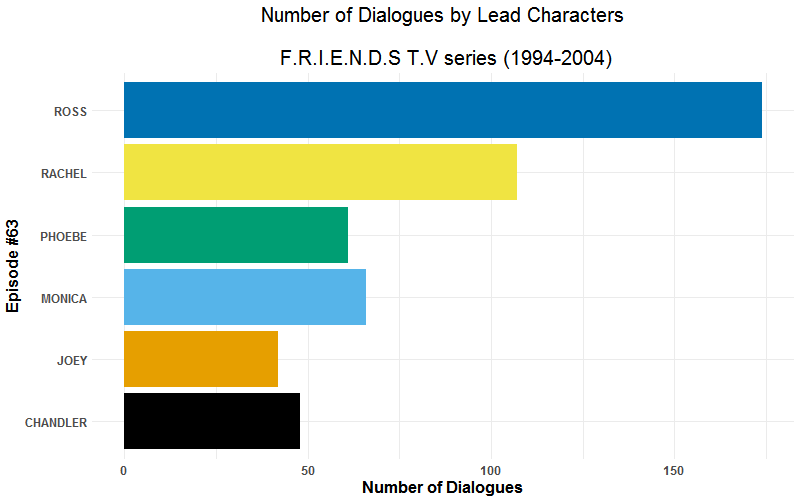 Number of Dialogues by Lead Characters
F.R.I.E.N.D.S T.V series (1994-2004)
ROSS
RACHEL
PHOEBE
MONICA
JOEY
CHANDLER
Episode #63
0 50 100 150
Number of Dialogues